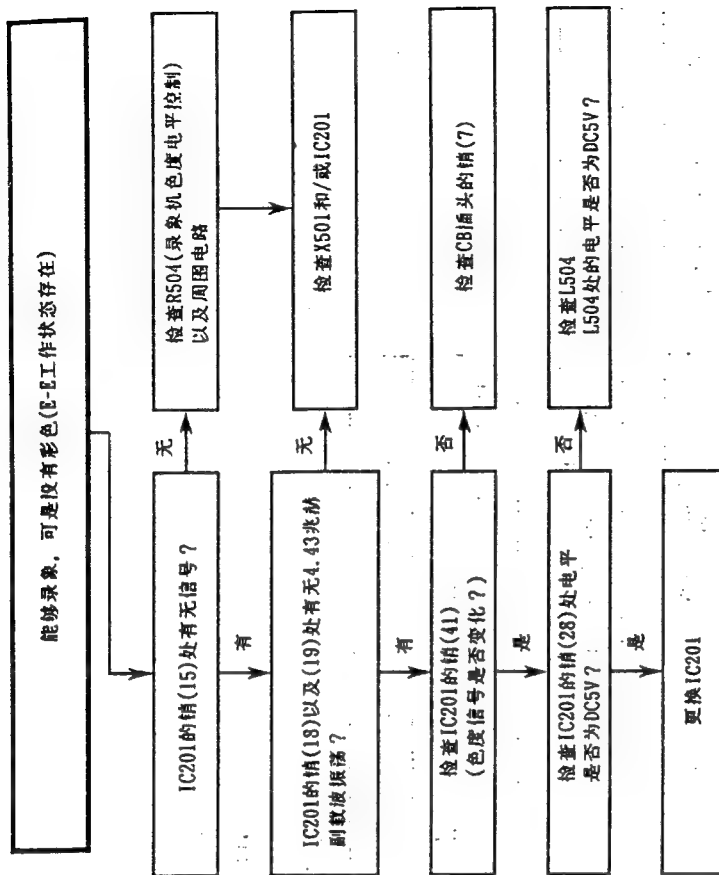 能够录象，可是没有彩色(E-E工作状态存在)
IC201的销(15)处有无信号？
无
检查R504(录象机色度电平控制)
以及周围电路
有
IC201的销(18)以及(19)处有无4.43兆赫
副载波振荡？
无
检查X501和/或IC201
有
检查IC201的销(41)
(色度信号是否变化？)
否
检查CB插头的销(7)
是
检查IC201的销(28)处电平
是否为DC5V？
否
检查L504
L504处的电平是否为DC5V？
是
更换IC201